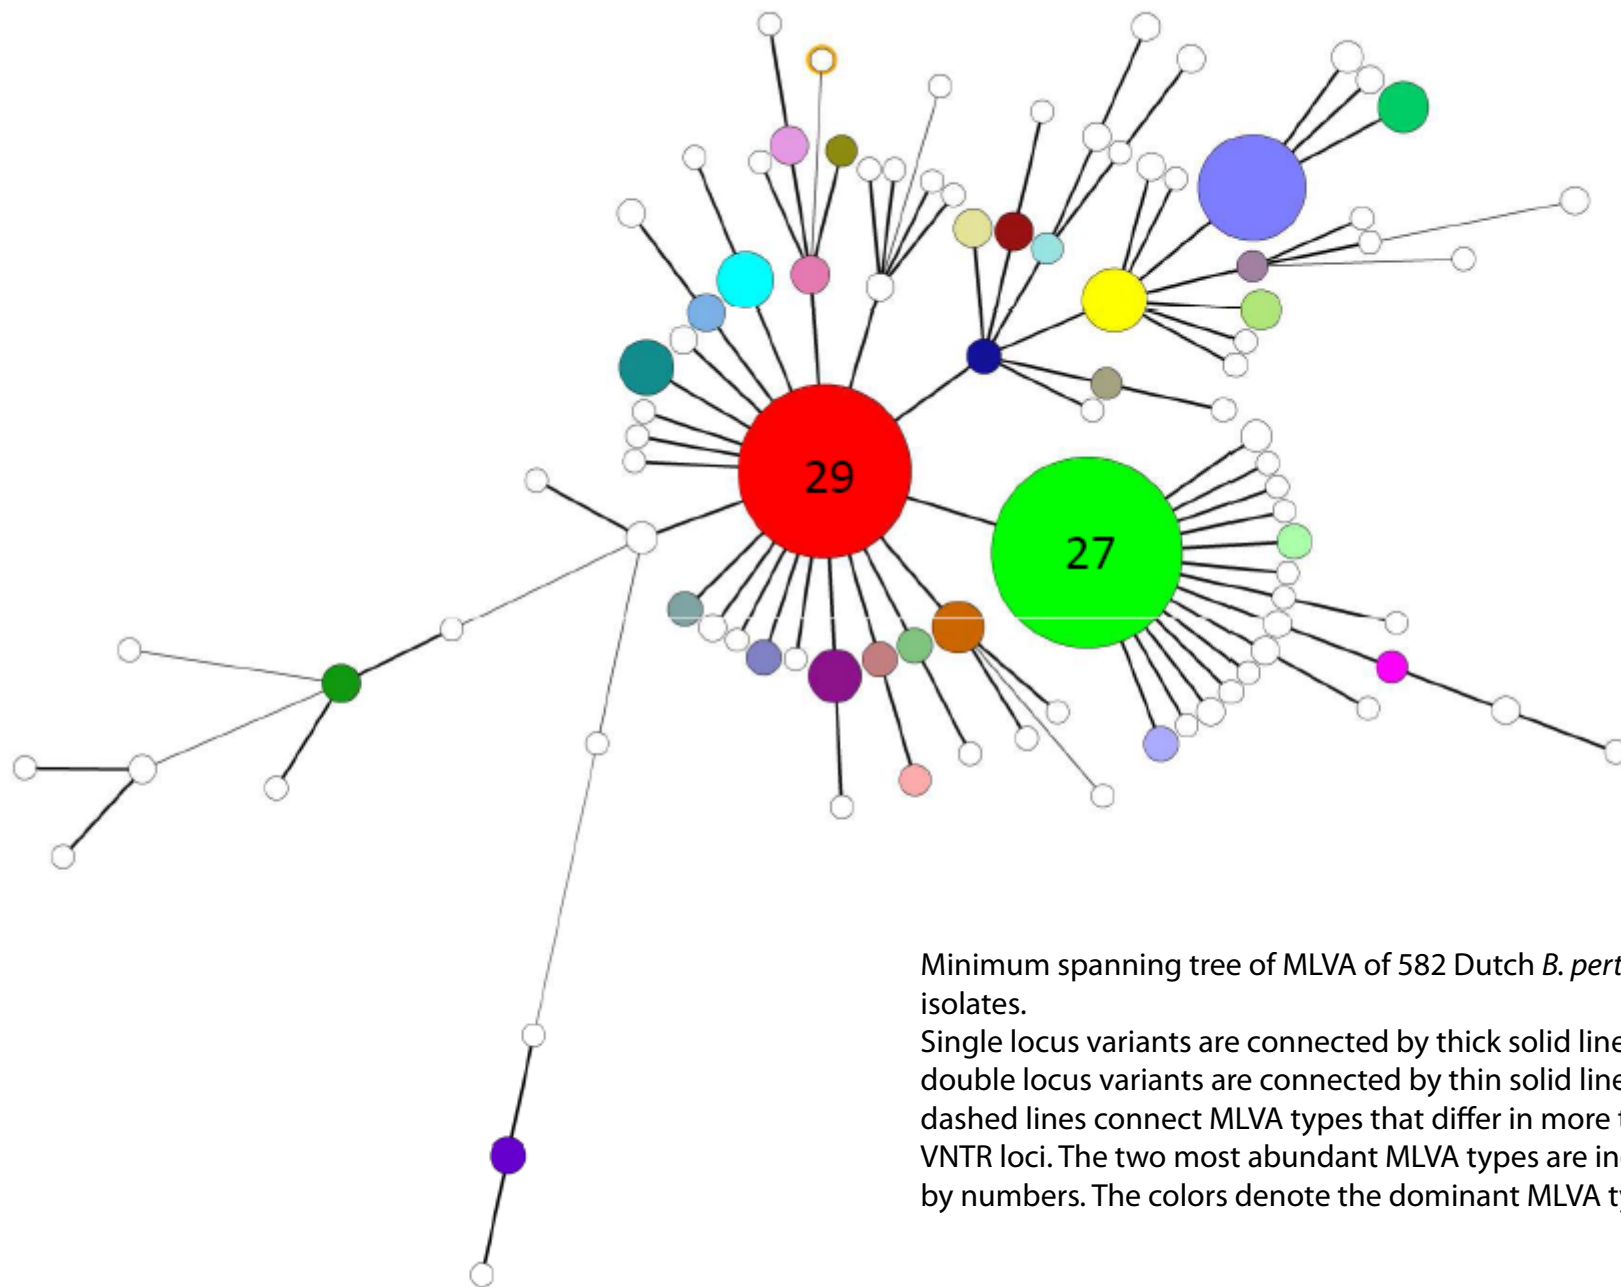 29
27
Minimum spanning tree of MLVA of 582 Dutch B. pert
isolates.
Single locus variants are connected by thick solid line
double locus variants are connected by thin solid line
dashed lines connect MLVA types that differ in more
VNTR loci. The two most abundant MLVA types are in
by numbers. The colors denote the dominant MLVA